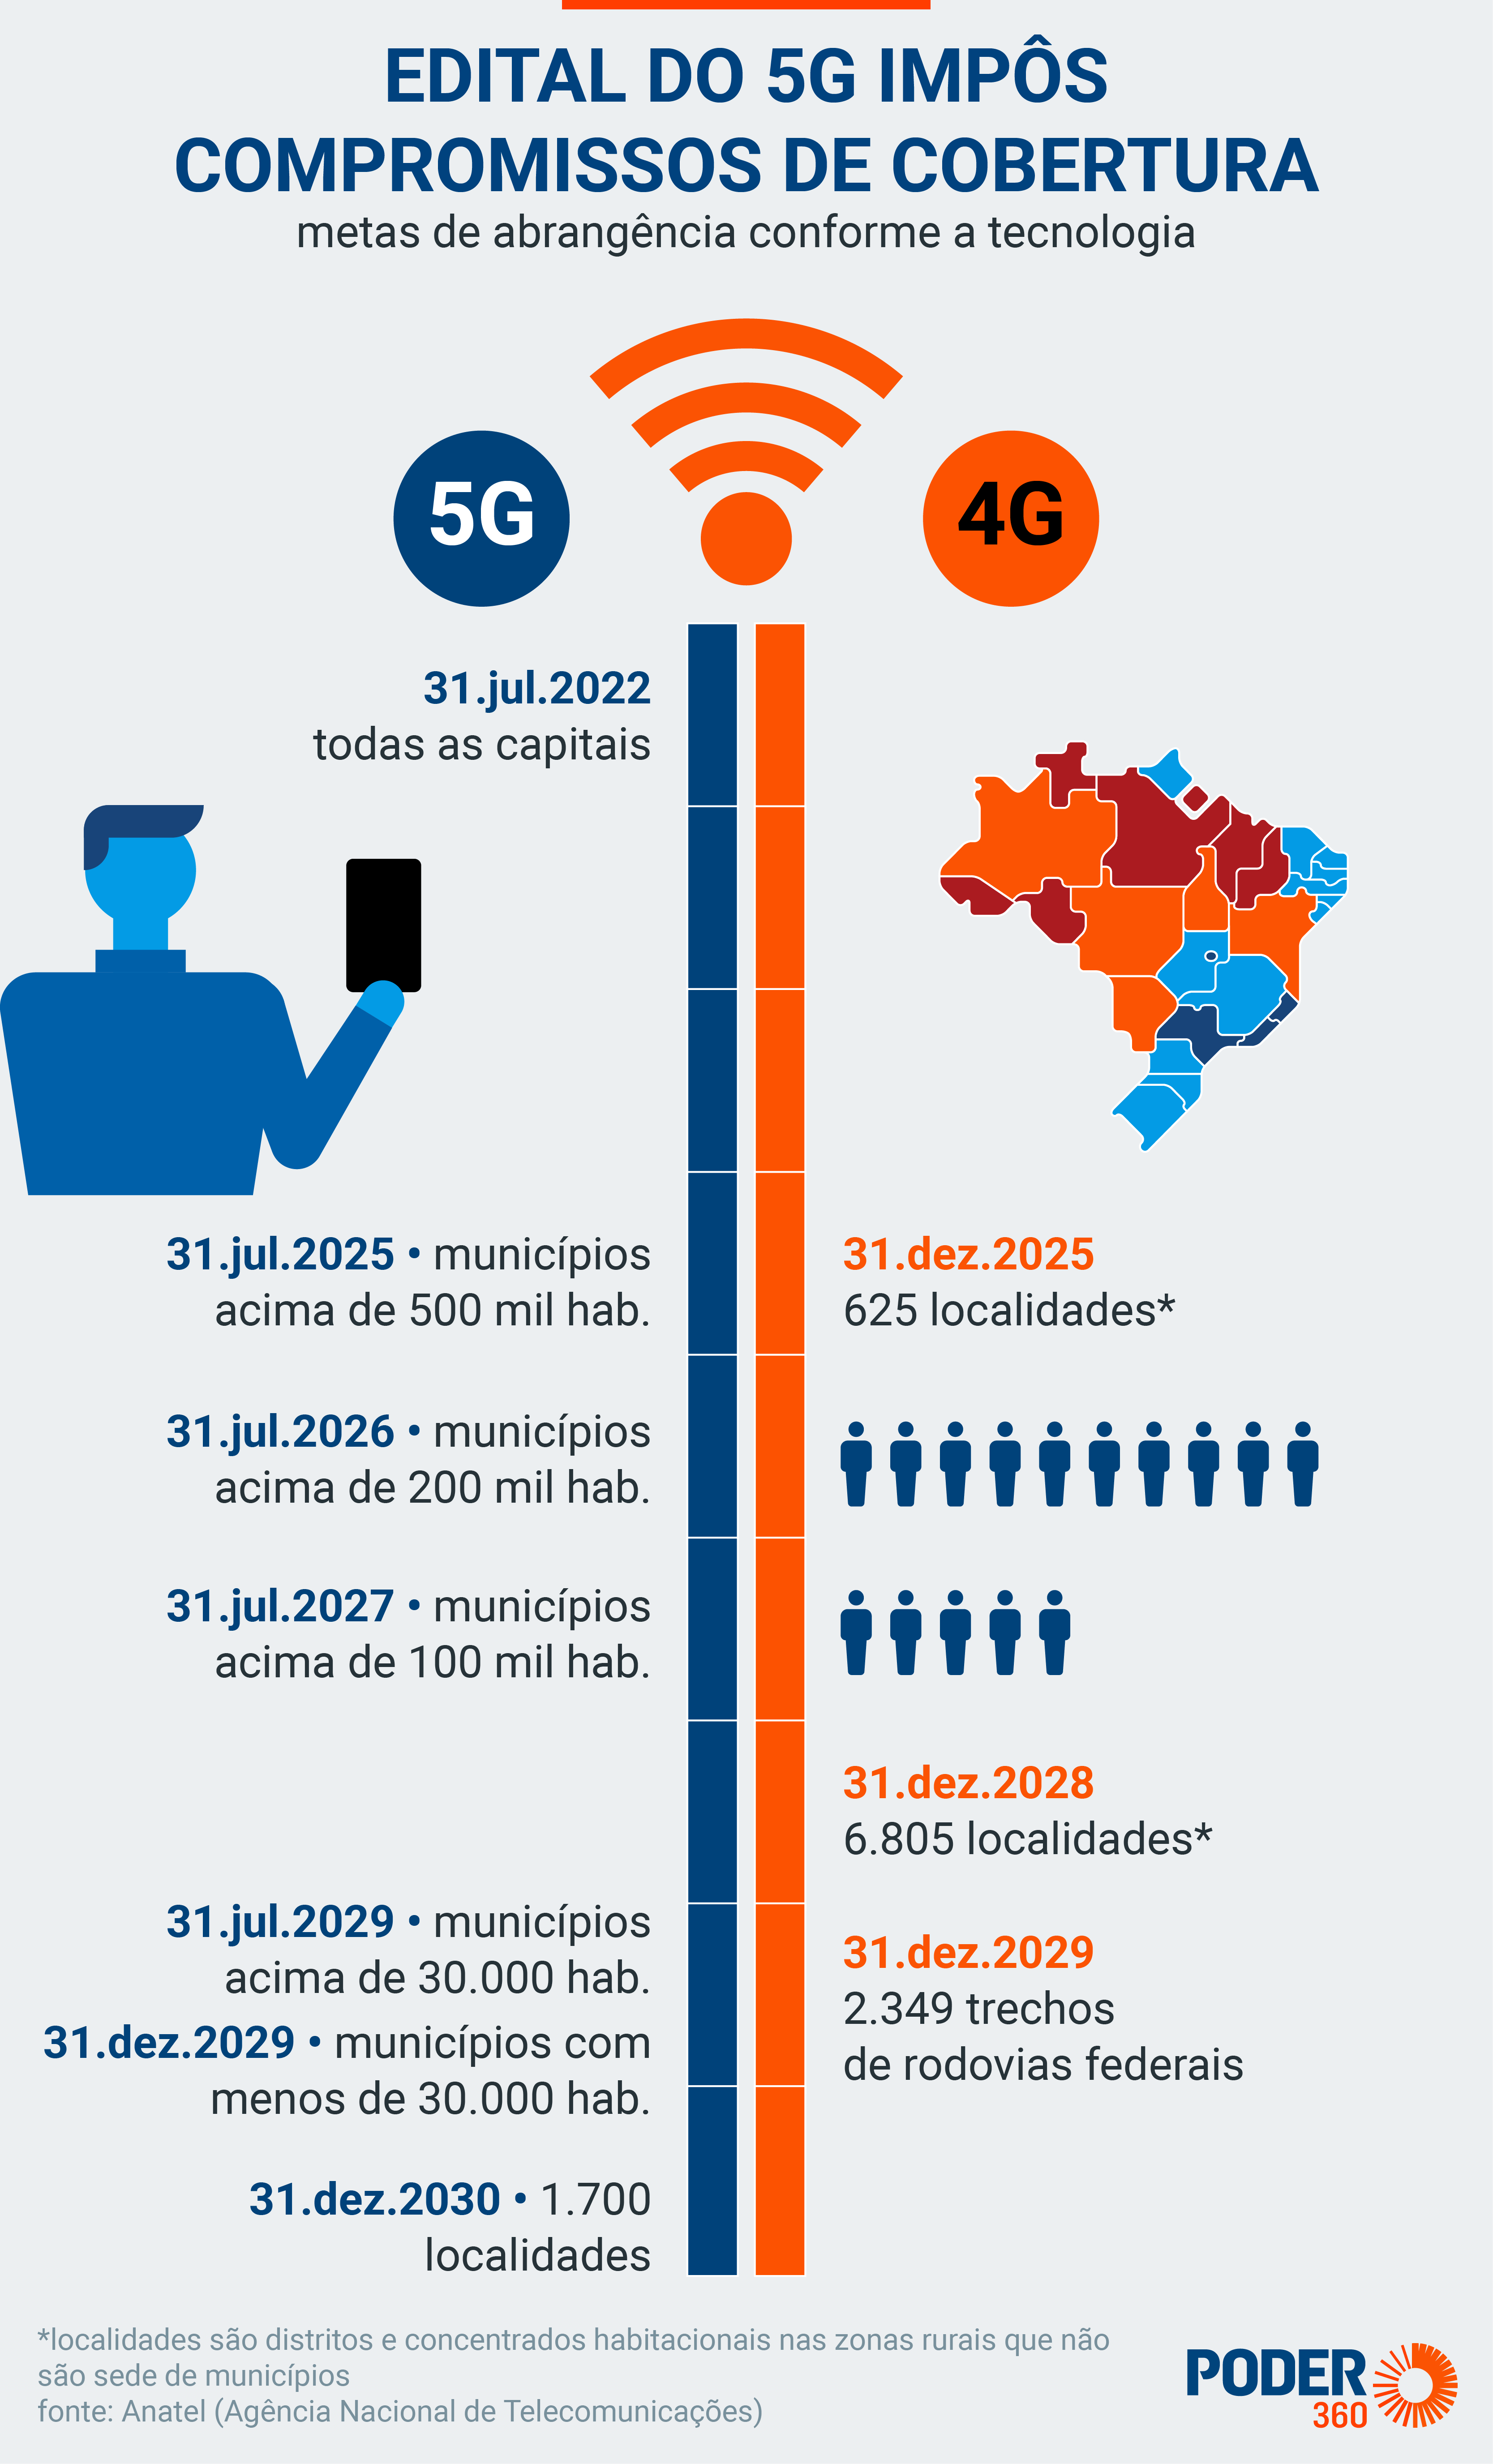 EDITAL DO 5G IMPÔS
COMPROMISSOS DE COBERTURA
metas de abrangência conforme a tecnologia
5G
4G
31.jul.2022
todas as capitais
31.jul.2025 • municípios
acima de 500 mil hab.
31.dez.2025
625 localidades*
31.jul.2026 • municípios
acima de 200 mil hab.
31.jul.2027 • municípios
acima de 100 mil hab.
31.dez.2028
6.805 localidades*
31.jul.2029 • municípios
acima de 30.000 hab.
31.dez.2029 • municípios com
menos de 30.000 hab.
31.dez.2029
2.349 trechos
de rodovias federais
31.dez.2030 • 1.700
localidades
*localidades são distritos e concentrados habitacionais nas zonas rurais que não
são sede de municípios
fonte: Anatel (Agência Nacional de Telecomunicações)
PODER
360